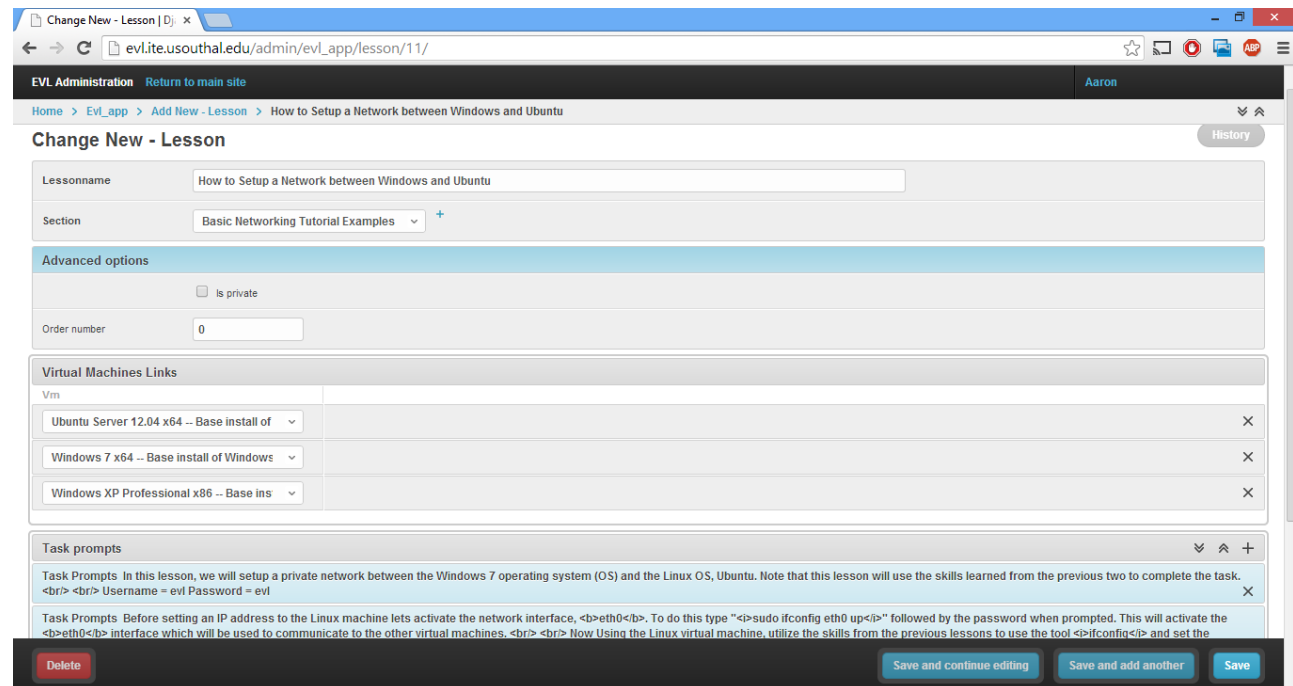 Change New - Lesson | Dj
evl.ite.usouthal.edu/admin/evl_app/lesson/11/
ABP
EVL Administration Return to main site Aaron
Home > Evl_app > Add New - Lesson > How to Setup a Network between Windows and Ubuntu
Change New - Lesson
History
Lessonname How to Setup a Network between Windows and Ubuntu
Section Basic Networking Tutorial Examples +
Advanced options
Is private
Order number 0
Virtual Machines Links
Vm
Ubuntu Server 12.04 x64 -- Base install of
Windows 7 x64 -- Base install of Windows
Windows XP Professional x86 -- Base ins
Task prompts
Task Prompts In this lesson, we will setup a private network between the Windows 7 operating system (OS) and the Linux OS, Ubuntu. Note that this lesson will use the skills learned from the previous two to complete the task.
<br/> <br/> Username = evl Password = evl
Task Prompts Before setting an IP address to the Linux machine lets activate the network interface, <b>eth0</b>. To do this type "<i>sudo ifconfig eth0 up</i>" followed by the password when prompted. This will activate the
<b>eth0</b> interface which will be used to communicate to the other virtual machines. <br/> <br/> Now Using the Linux virtual machine, utilize the skills from the previous lessons to use the tool <i>ifconfig</i> and set the
Delete Save and continue editing Save and add another Save